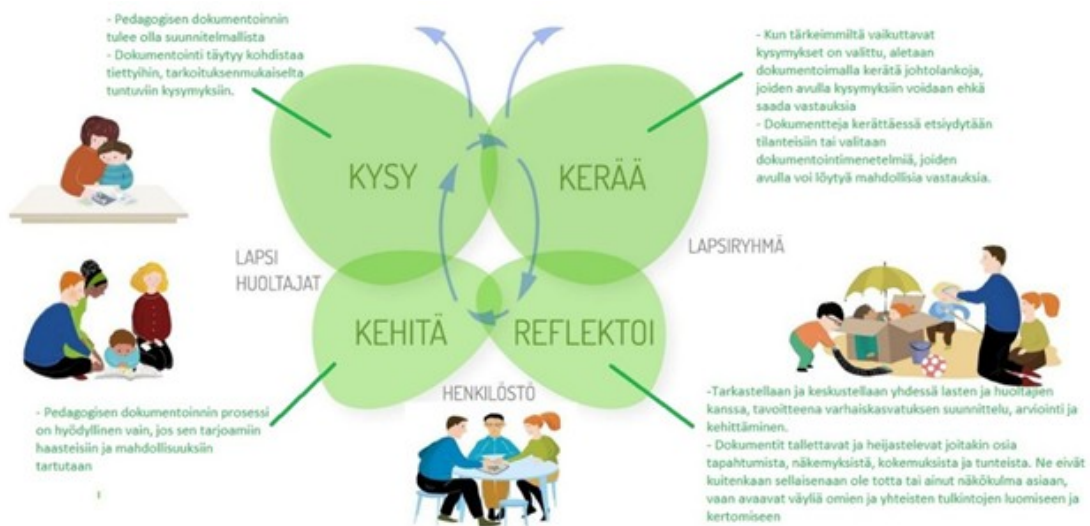 - Pedagogisen dokumentoinnin
tulee olla suunnitelmallista
- Dokumentointi täytyy kohdistaa
tiettyihin, tarkoituksenmukaiselta
tuntuviin kysymyksiin.
- Kun tärkeimmiltä vaikuttavat
kysymykset on valittu, aletaan
dokumentoimalla kerätä johtolankoja,
joiden avulla kysymyksiin voidaan ehkä
saada vastauksia
- Dokumentteja kerättäessä etsiydytään
tilanteisiin tai valitaan
dokumentointimenetelmiä, joiden
avulla voi löytyä mahdollisia vastauksia.
KYSY
KERÄÄ
LAPSI
HUOLTAJAT
LAPSIRYHMÄ
KEHITÄ
REFLEKTOI
HENKILÖSTÖ
- Pedagogisen dokumentoinnin prosessi
on hyödyllinen vain, jos sen tarjoamiin
haasteisiin ja mahdollisuuksiin
tartutaan
-Tarkastellaan ja keskustellaan yhdessä lasten ja huoltajien
kanssa, tavoitteena varhaiskasvatuksen suunnittelu, arviointi ja
kehittäminen.
- Dokumentit tallettavat ja heijastelevat joitakin osia
tapahtumista, näkemyksistä, kokemuksista ja tunteista. Ne eivät
kuitenkaan sellaisenaan ole totta tai ainut näkökulma asiaan,
vaan avaavat väyliä omien ja yhteisten tulkintojen luomiseen ja
kertomiseen